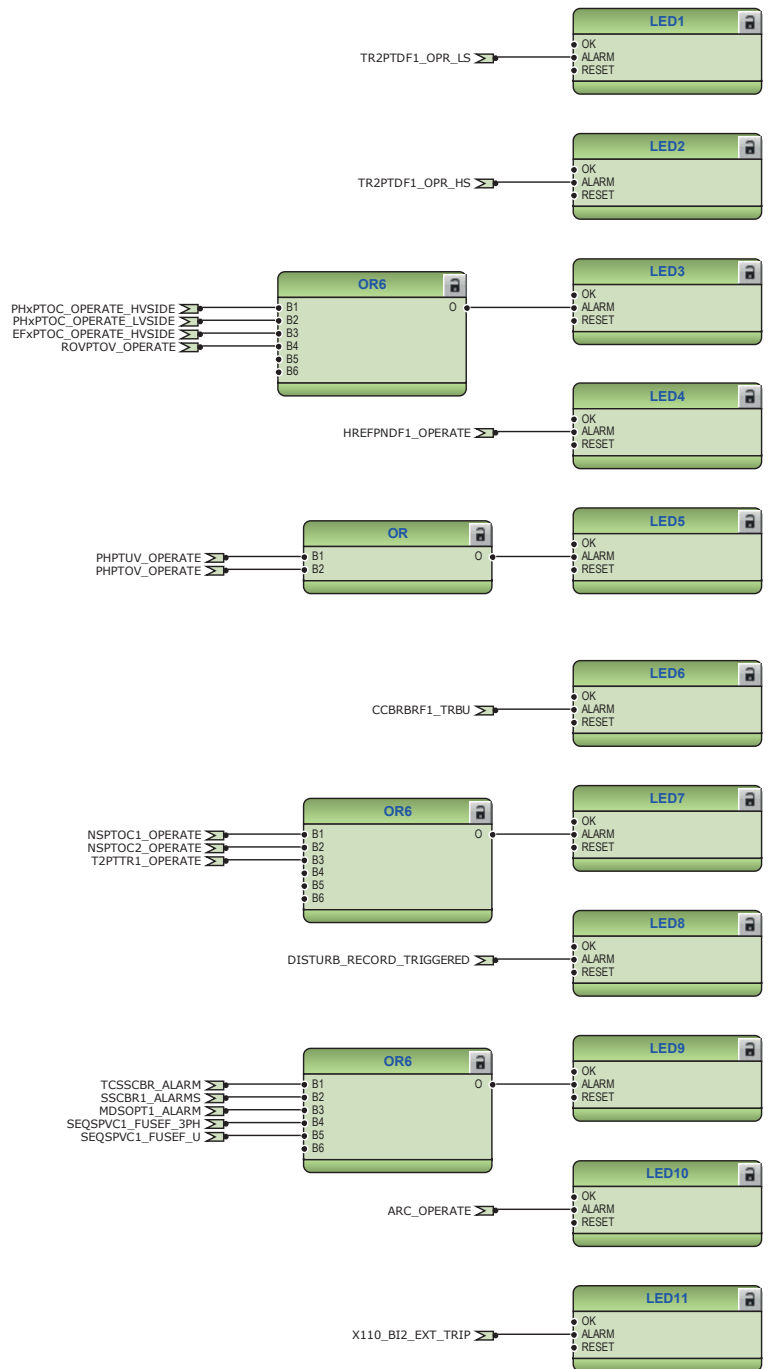 LED1
OK
TR2PTDF1_OPR_LS
ALARM
RESET
LED2
OK
TR2PTDF1_OPR_HS
ALARM
RESET
LED3
OR6
OK
PHxPTOC_OPERATE_HVSIDE
B1
O
ALARM
PHxPTOC_OPERATE_LVSIDE
B2
RESET
EFxPTOC_OPERATE_HVSIDE
B3
ROVPTOV_OPERATE
B4
B5
B6
LED4
OK
HREFPNDF1_OPERATE
ALARM
RESET
LED5
OR
OK
PHPTUV_OPERATE
B1
O
ALARM
PHPTOV_OPERATE
B2
RESET
LED6
OK
CCBRBRF1_TRBU
ALARM
RESET
LED7
OR6
OK
NSPTOC1_OPERATE
B1
O
ALARM
NSPTOC2_OPERATE
B2
RESET
T2PTTR1_OPERATE
B3
B4
B5
B6
LED8
OK
DISTURB_RECORD_TRIGGERED
ALARM
RESET
LED9
OR6
OK
TCSSCBR_ALARM
B1
O
ALARM
SSCBR1_ALARMS
B2
RESET
MDSOPT1_ALARM
B3
SEQSPVC1_FUSEF_3PH
B4
SEQSPVC1_FUSEF_U
B5
B6
LED10
OK
ARC_OPERATE
ALARM
RESET
LED11
OK
X110_BI2_EXT_TRIP
ALARM
RESET